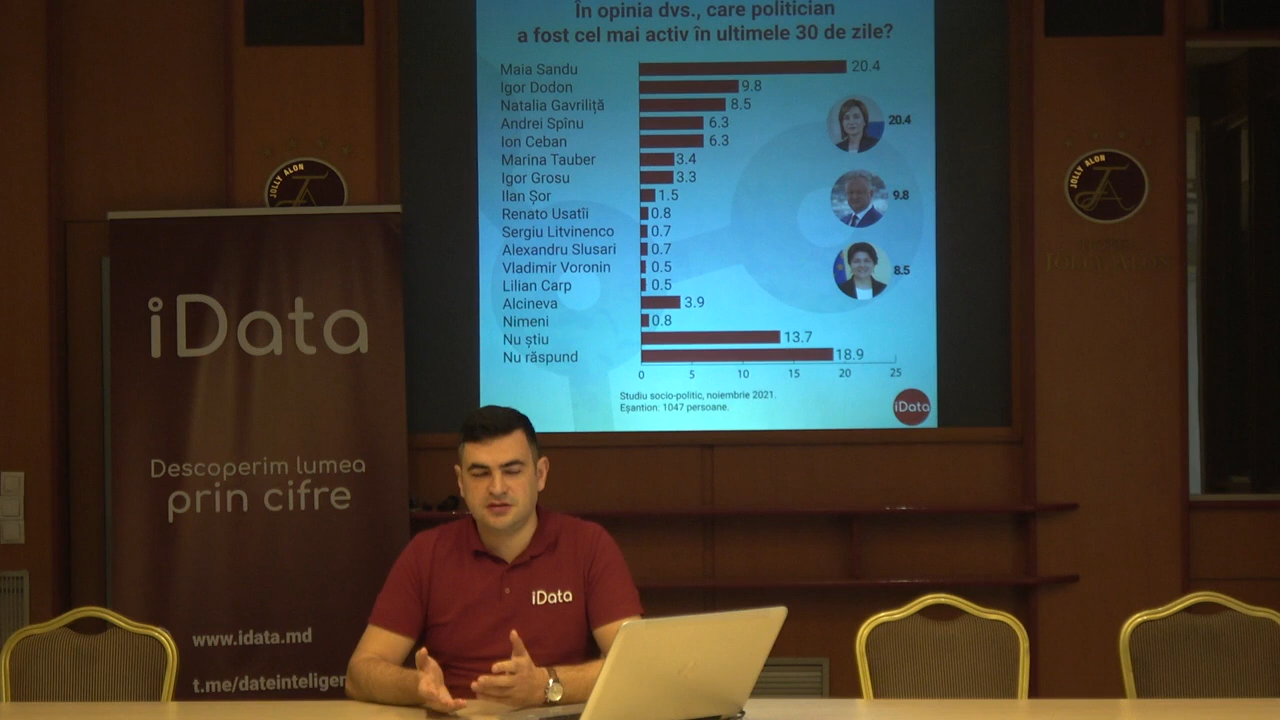 În opinia dvs., care politician
a fost cel mai activ în ultimele 30 de zile?
Maia Sandu 20.4
Igor Dodon 9.8
Natalia Gavriliță 8.5
Andrei Spînu 6.3
Ion Ceban 6.3
Marina Tauber 3.4
Igor Grosu 3.3
Ilan Șor 1.5
Renato Usatîi 0.8
Sergiu Litvinenco 0.7
Alexandru Slusari 0.7
Vladimir Voronin 0.5
Lilian Carp 0.5
Alcineva 3.9
Nimeni 0.8
Nu știu 13.7
Nu răspund 18.9
0 5 10 15 20 25
20.4
9.8
8.5
Studiu socio-politic, noiembrie 2021.
Eșantion: 1047 persoane.
iData
JOLLY ALON
JOLLY ALON
JOLLY ALON
iData
Descoperim lumea
prin cifre
www.idata.md
t.me/dateinteligen
iData